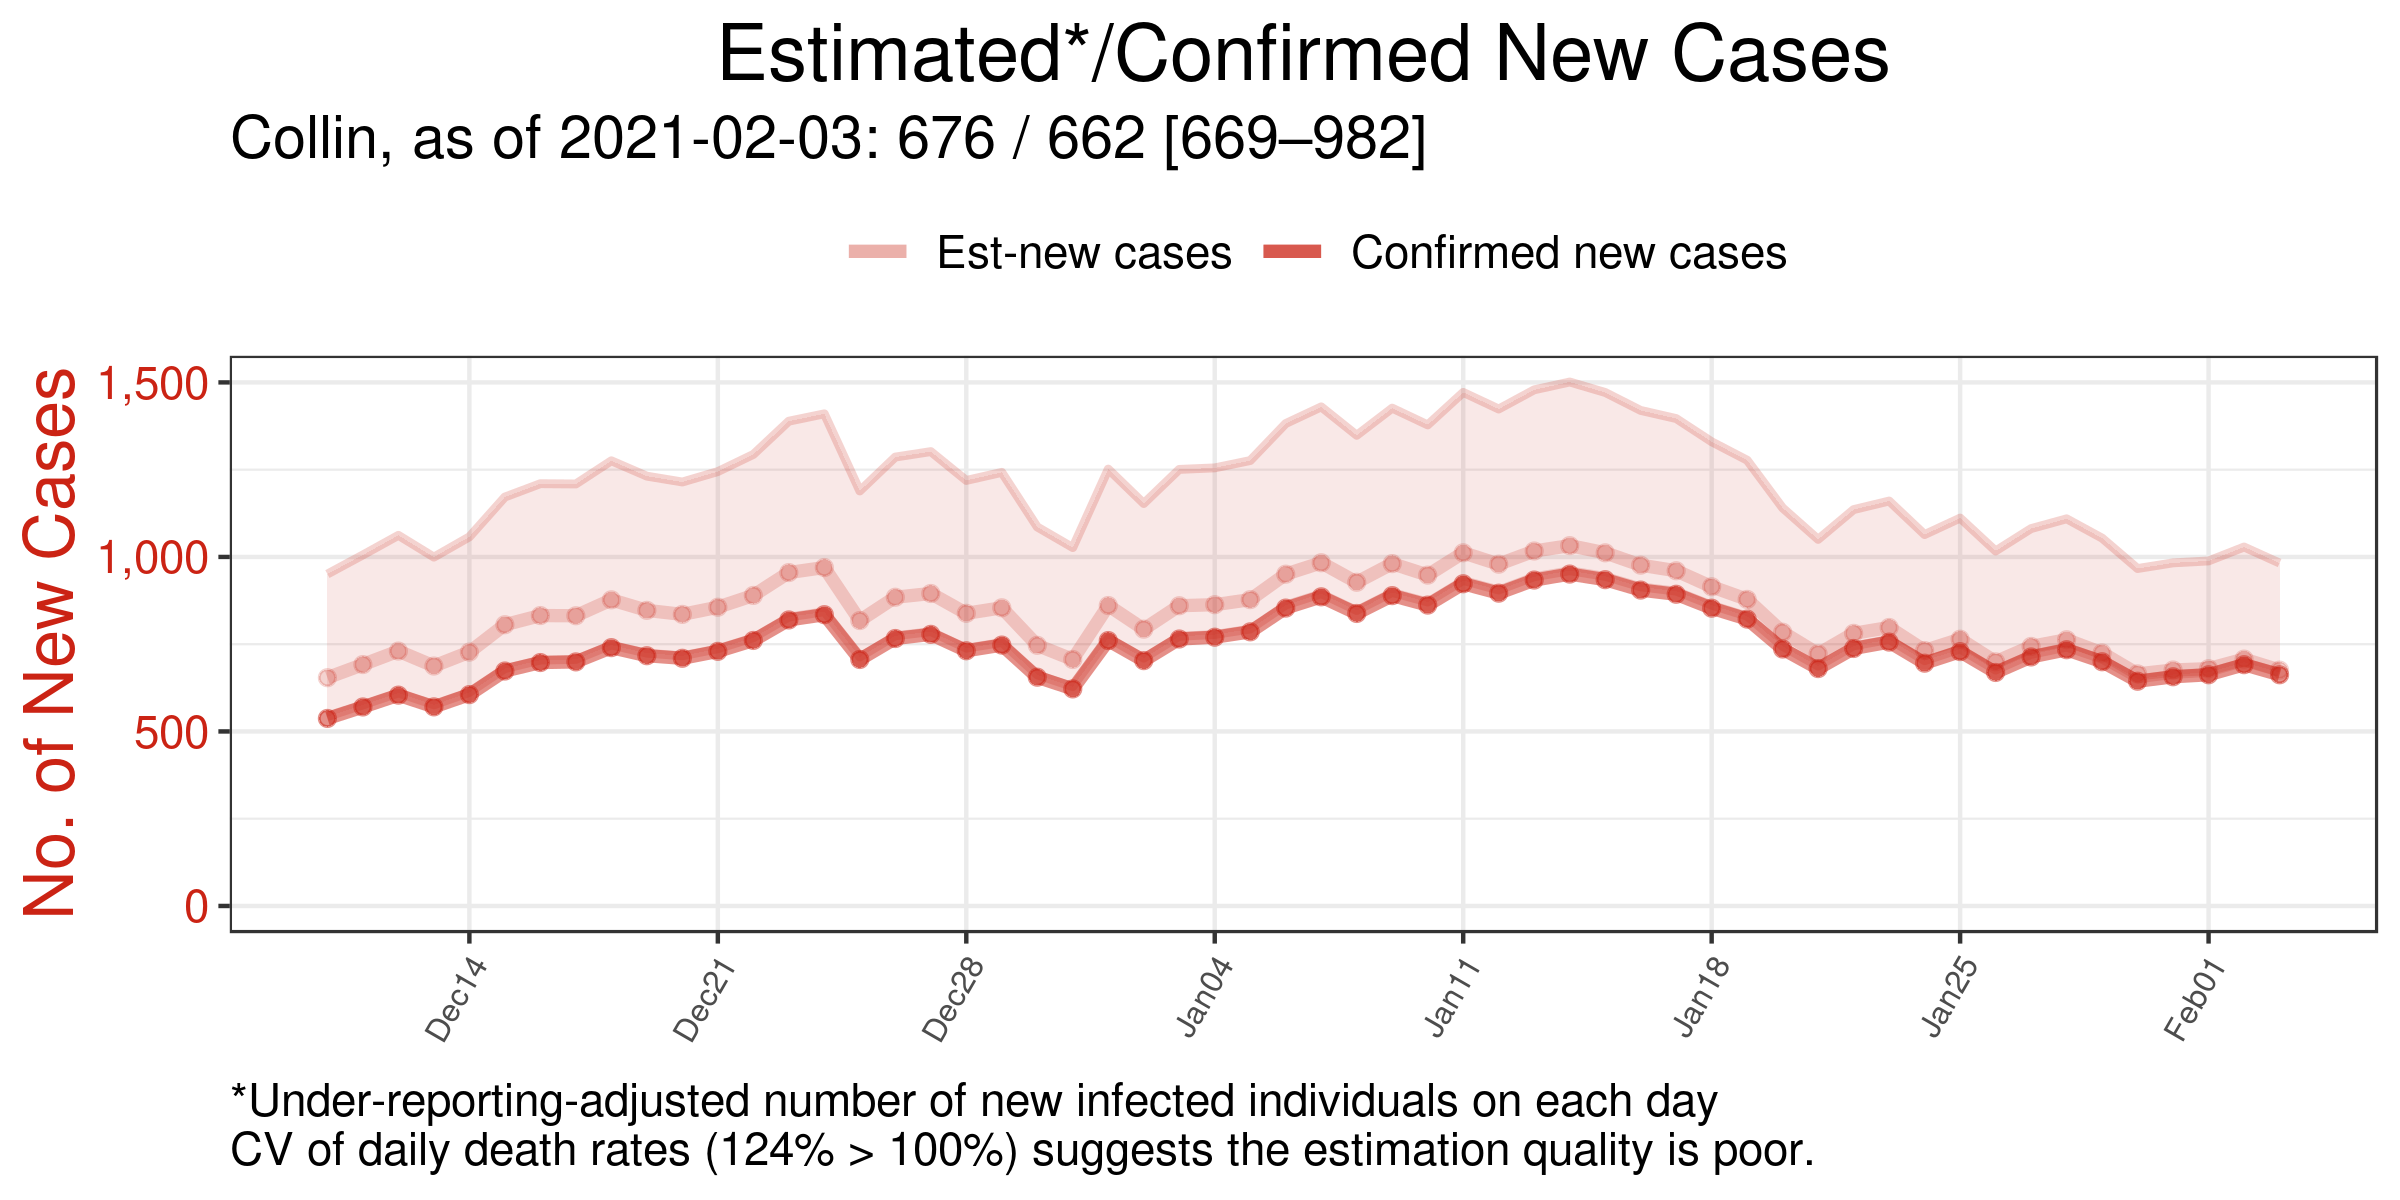 Estimated*/Confirmed New Cases
Collin, as of 2021-02-03: 676 / 662 [669–982]
Est-new cases
Confirmed new cases
No. of New Cases
1,500
1,000
500
0
Dec14
Dec21
Dec28
Jan04
Jan11
Jan18
Jan25
Feb01
*Under-reporting-adjusted number of new infected individuals on each day
CV of daily death rates (124% > 100%) suggests the estimation quality is poor.